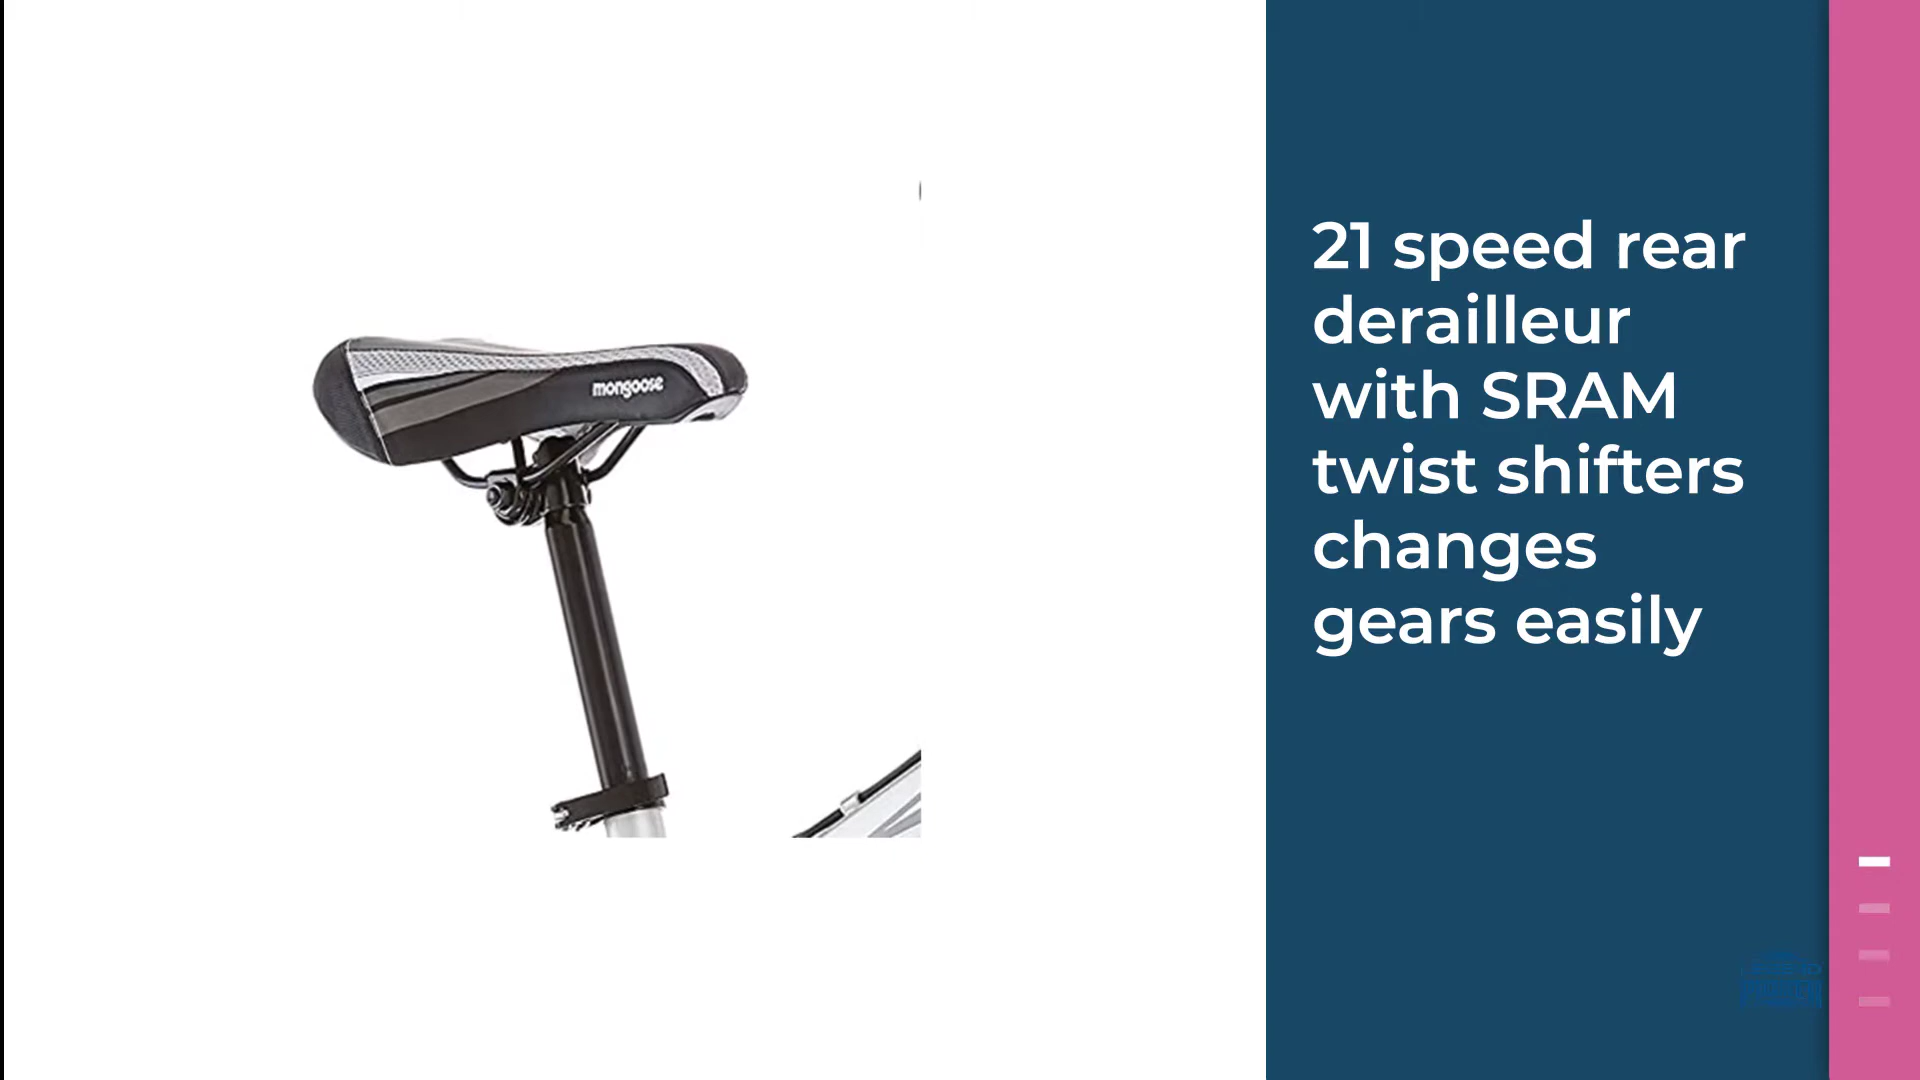 mongoose
21 speed rear
derailleur
with SRAM
twist shifters
changes
gears easily